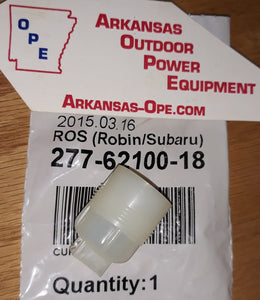 OPE
ARKANSAS
OUTDOOR
POWER
EQUIPMENT
ARKANSAS-OPE.COM
2015.03.16
ROS (Robin/Subaru)
277-62100-18
Quantity:1